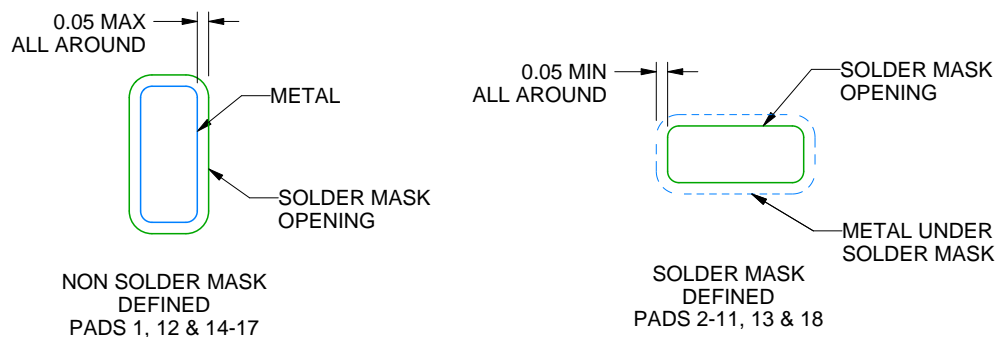 0.05 MAX
ALL AROUND
METAL
SOLDER MASK
OPENING
NON SOLDER MASK
DEFINED
PADS 1, 12 & 14-17
0.05 MIN
ALL AROUND
SOLDER MASK
OPENING
METAL UNDER
SOLDER MASK
SOLDER MASK
DEFINED
PADS 2-11, 13 & 18